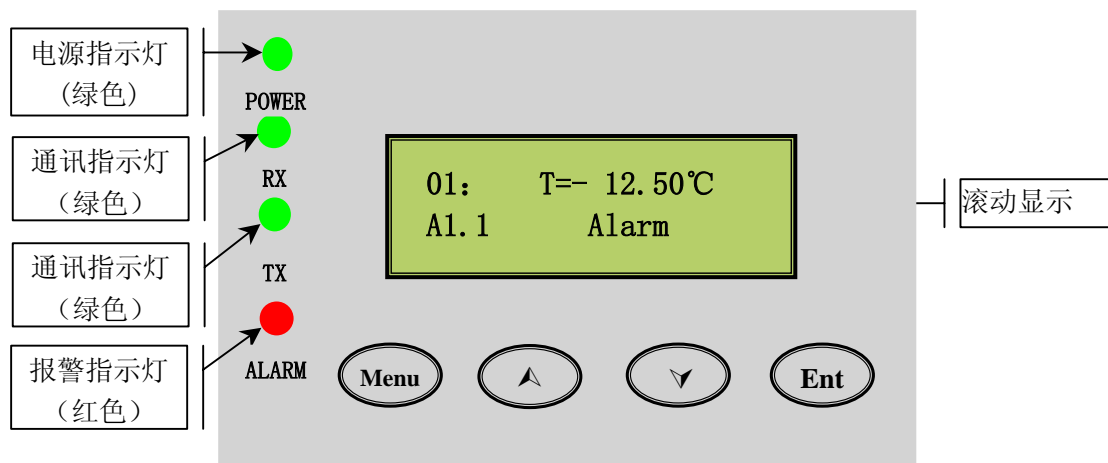 电源指示灯
(绿色)
POWER
通讯指示灯
（绿色）
RX
通讯指示灯
（绿色）
TX
报警指示灯
（红色）
ALARM
01： T=- 12.50℃
A1.1 Alarm
滚动显示
Menu
Ent